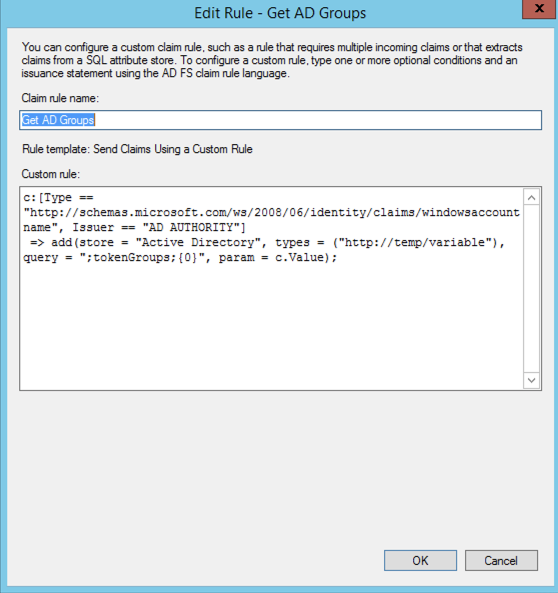 Edit Rule - Get AD Groups
x
You can configure a custom claim rule, such as a rule that requires multiple incoming claims or that extracts
claims from a SQL attribute store. To configure a custom rule, type one or more optional conditions and an
issuance statement using the AD FS claim rule language.
Claim rule name:
Get AD Groups
Rule template: Send Claims Using a Custom Rule
Custom rule:
c:[Type ==
"http://schemas.microsoft.com/ws/2008/06/identity/claims/windowsaccount
name", Issuer == "AD AUTHORITY"]
=> add(store = "Active Directory", types = ("http://temp/variable"),
query = ";tokenGroups;{0}", param = c.Value);
OK
Cancel